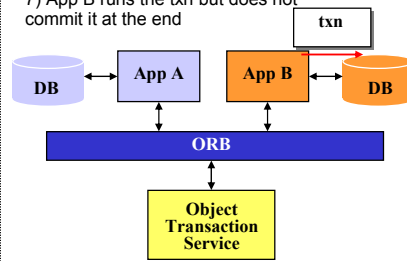 7) App B runs the txn but does not
commit it at the end
txn
DB
App A
App B
DB
ORB
Object
Transaction
Service